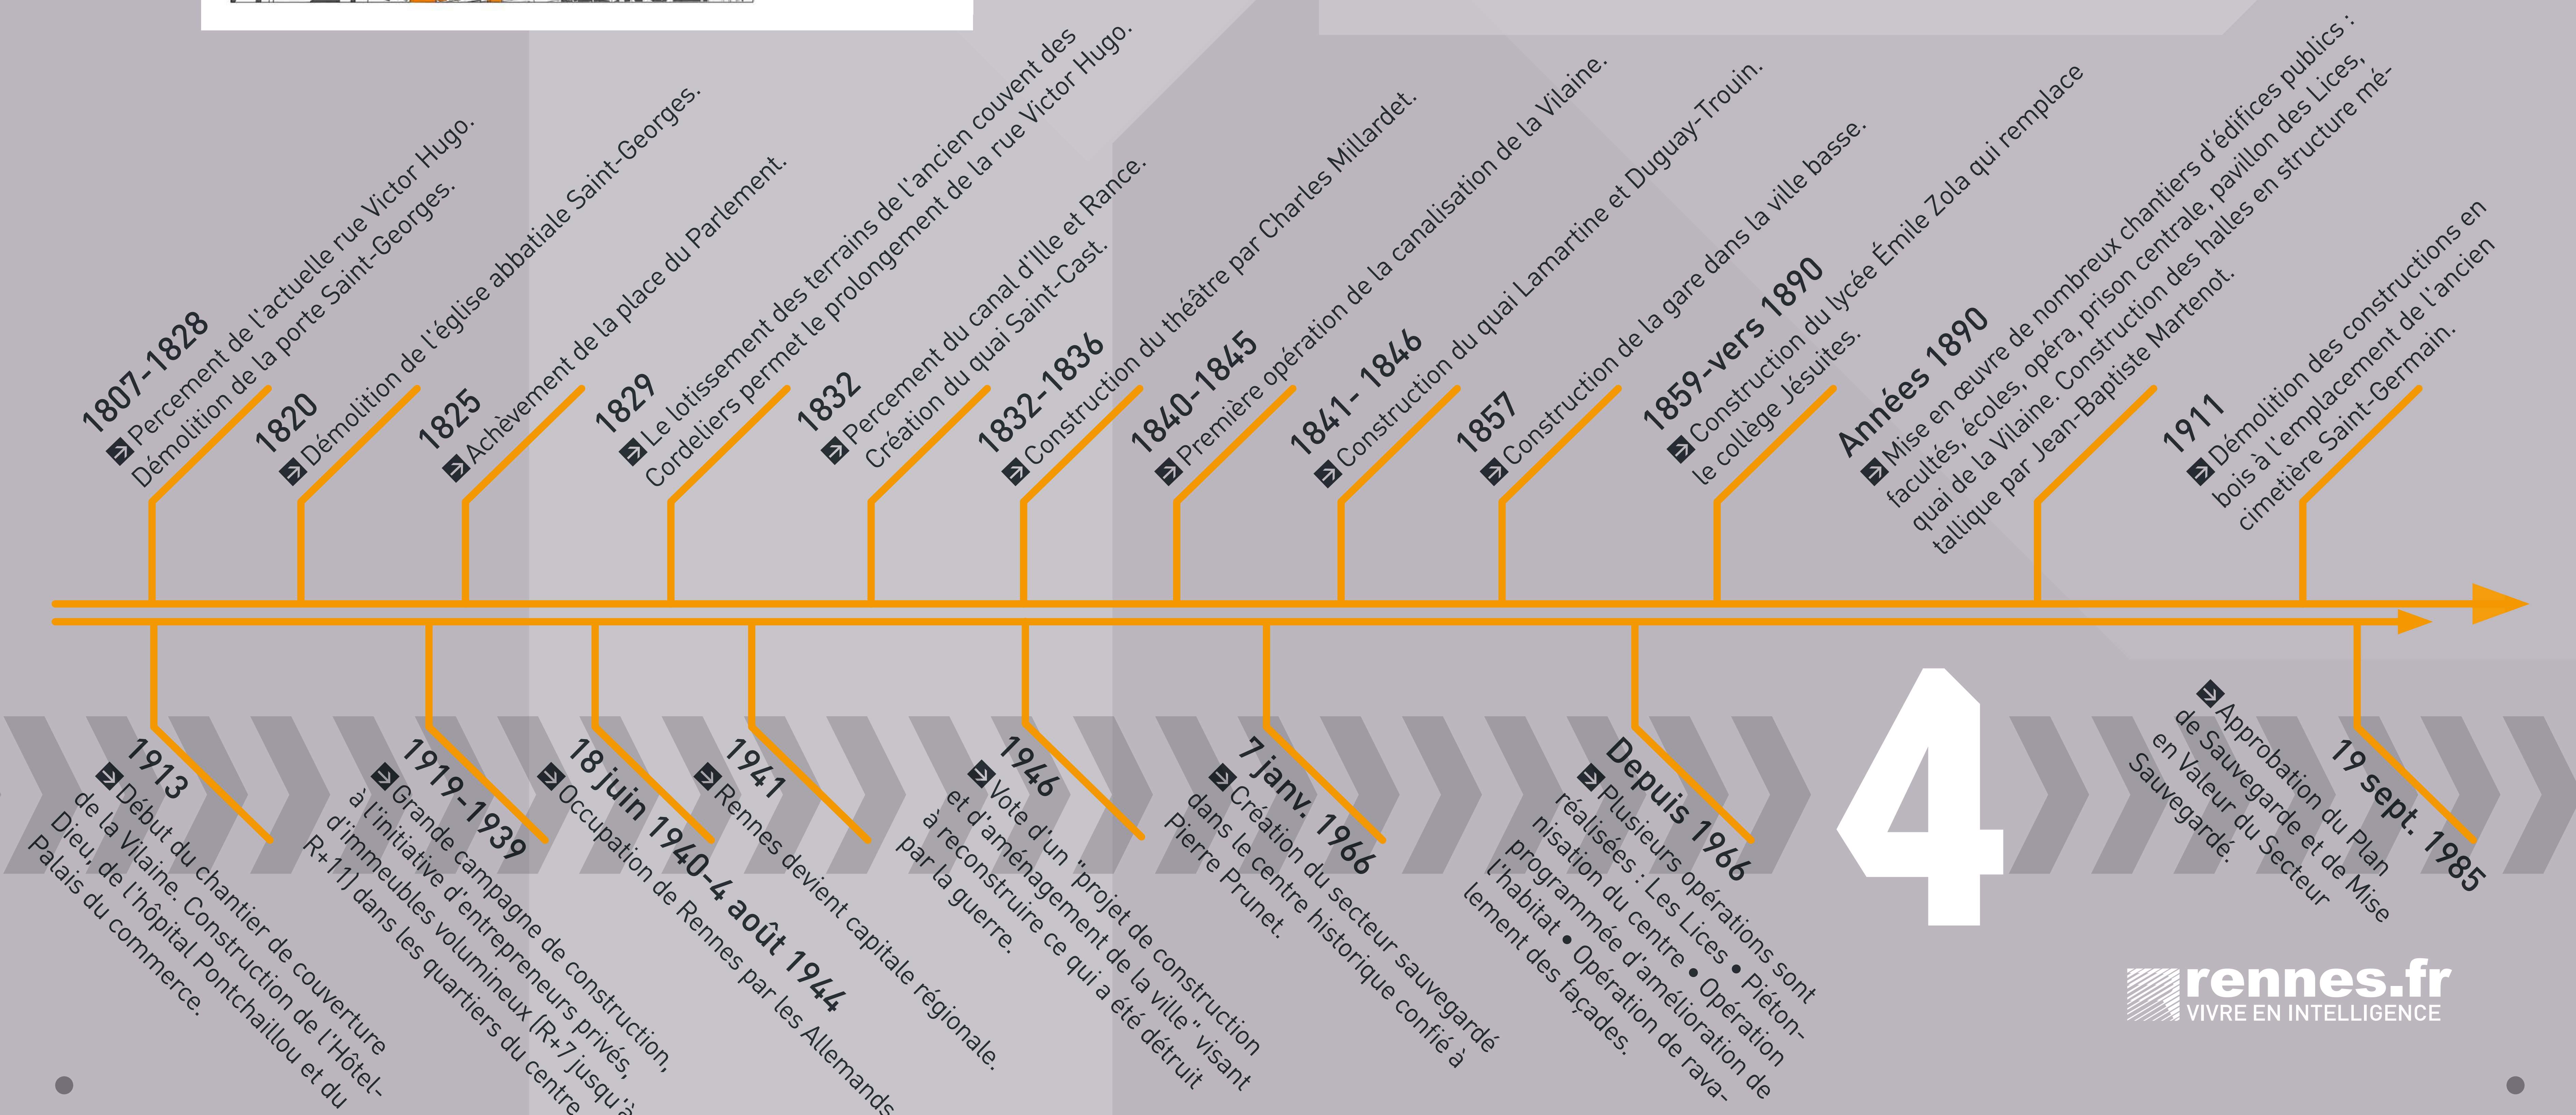 1807-1828
Percement de l'actuelle rue Victor Hugo.
Démolition de la porte Saint-Georges.
1820
Démolition de l'église abbatiale Saint-Georges.
1825
Achèvement de la place du Parlement.
1829
Le lotissement des terrains de l'ancien couvent des
Cordeliers permet le prolongement de la rue Victor Hugo.
1832
Percement du canal d'Ille et Rance.
Création du quai Saint-Cast.
1832-1836
Construction du théâtre par Charles Millardet.
1840-1845
Première opération de la canalisation de la Vilaine.
1841- 1846
Construction du quai Lamartine et Duguay-Trouin.
1857
Construction de la gare dans la ville basse.
1859-vers 1890
Construction du lycée Émile Zola qui remplace
le collège Jésuites.
Années 1890
Mise en œuvre de nombreux chantiers d'édifices publics :
facultés, écoles, opéra, prison centrale, pavillon des Lices,
quai de la Vilaine. Construction des halles en structure mé-
tallique par Jean-Baptiste Martenot.
1911
Démolition des constructions en
bois à l'emplacement de l'ancien
cimetière Saint-Germain.
1913
Début du chantier de couverture
de la Vilaine. Construction de l'Hôtel-
Dieu, de l'hôpital Pontchaillou et du
Palais du commerce.
1919-1939
Grande campagne de construction,
à l'initiative d'entrepreneurs privés,
d'immeubles volumineux (R+7 jusqu'à
R+11) dans les quartiers du centre
18 juin 1940-4 août 1944
Occupation de Rennes par les Allemands
1941
Rennes devient capitale régionale.
1946
Vote d'un "projet de construction
et d'aménagement de la ville" visant
à reconstruire ce qui a été détruit
par la guerre.
7 janv. 1966
Création du secteur sauvegardé
dans le centre historique confié à
Pierre Prunet.
Depuis 1966
Plusieurs opérations sont
réalisées : Les Lices • Piéton-
nisation du centre • Opération
programmée d'amélioration de
l'habitat • Opération de rava-
lement des façades.
4
19 sept. 1985
Approbation du Plan
de Sauvegarde et de Mise
en Valeur du Secteur
Sauvegardé.
rennes.fr
VIVRE EN INTELLIGENCE